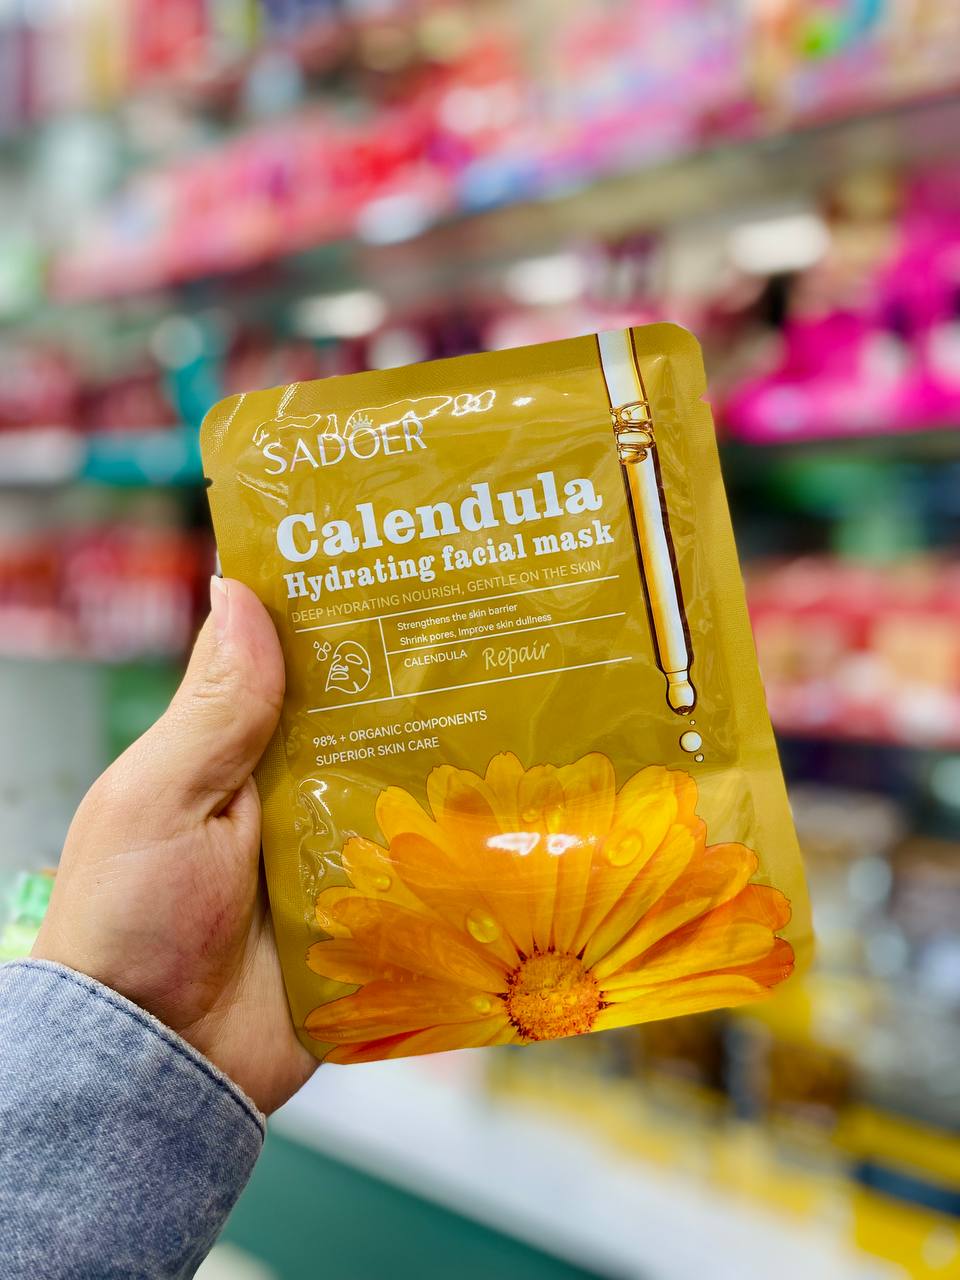 SADOER
Calendula
Hydrating facial mask
DEEP HYDRATING NOURISH, GENTLE ON THE SKIN
Strengthens the skin barrier
Shrink pores, Improve skin dullness
CALENDULA Repair
98% + ORGANIC COMPONENTS
SUPERIOR SKIN CARE